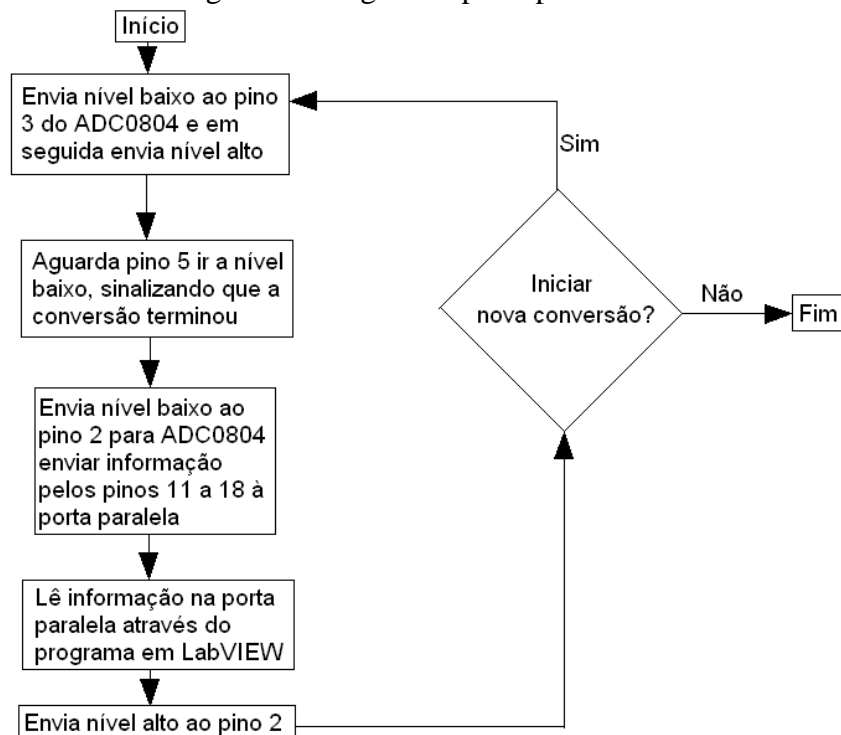 Início
Envia nível baixo ao pino
3 do ADC0804 e em
seguida envia nível alto
Aguarda pino 5 ir a nível
baixo, sinalizando que a
conversão terminou
Envia nível baixo ao
pino 2 para ADC0804
enviar informação
pelos pinos 11 a 18 à
porta paralela
Lê informação na porta
paralela através do
programa em LabVIEW
Envia nível alto ao pino 2
Iniciar
nova conversão?
Sim
Não
Fim